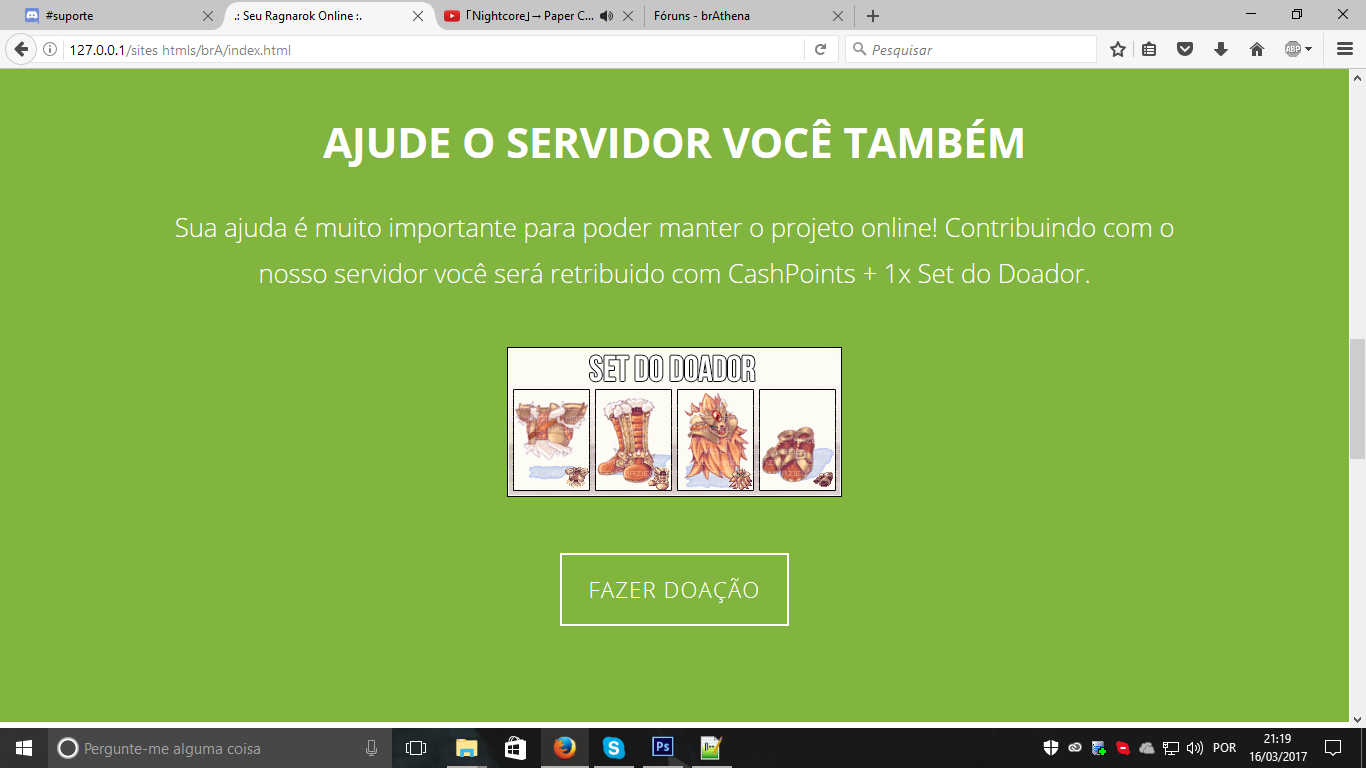 #suporte
.: Seu Ragnarok Online :.
「Nightcore」→ Paper C...
Fóruns - brAthena
127.0.0.1/sites htmls/brA/index.html
Pesquisar
ABP
AJUDE O SERVIDOR VOCÊ TAMBÉM
Sua ajuda é muito importante para poder manter o projeto online! Contribuindo com o
nosso servidor você será retribuido com CashPoints + 1x Set do Doador.
SET DO DOADOR
FAZER DOAÇÃO
Pergunte-me alguma coisa
Ps
POR
21:19
16/03/2017